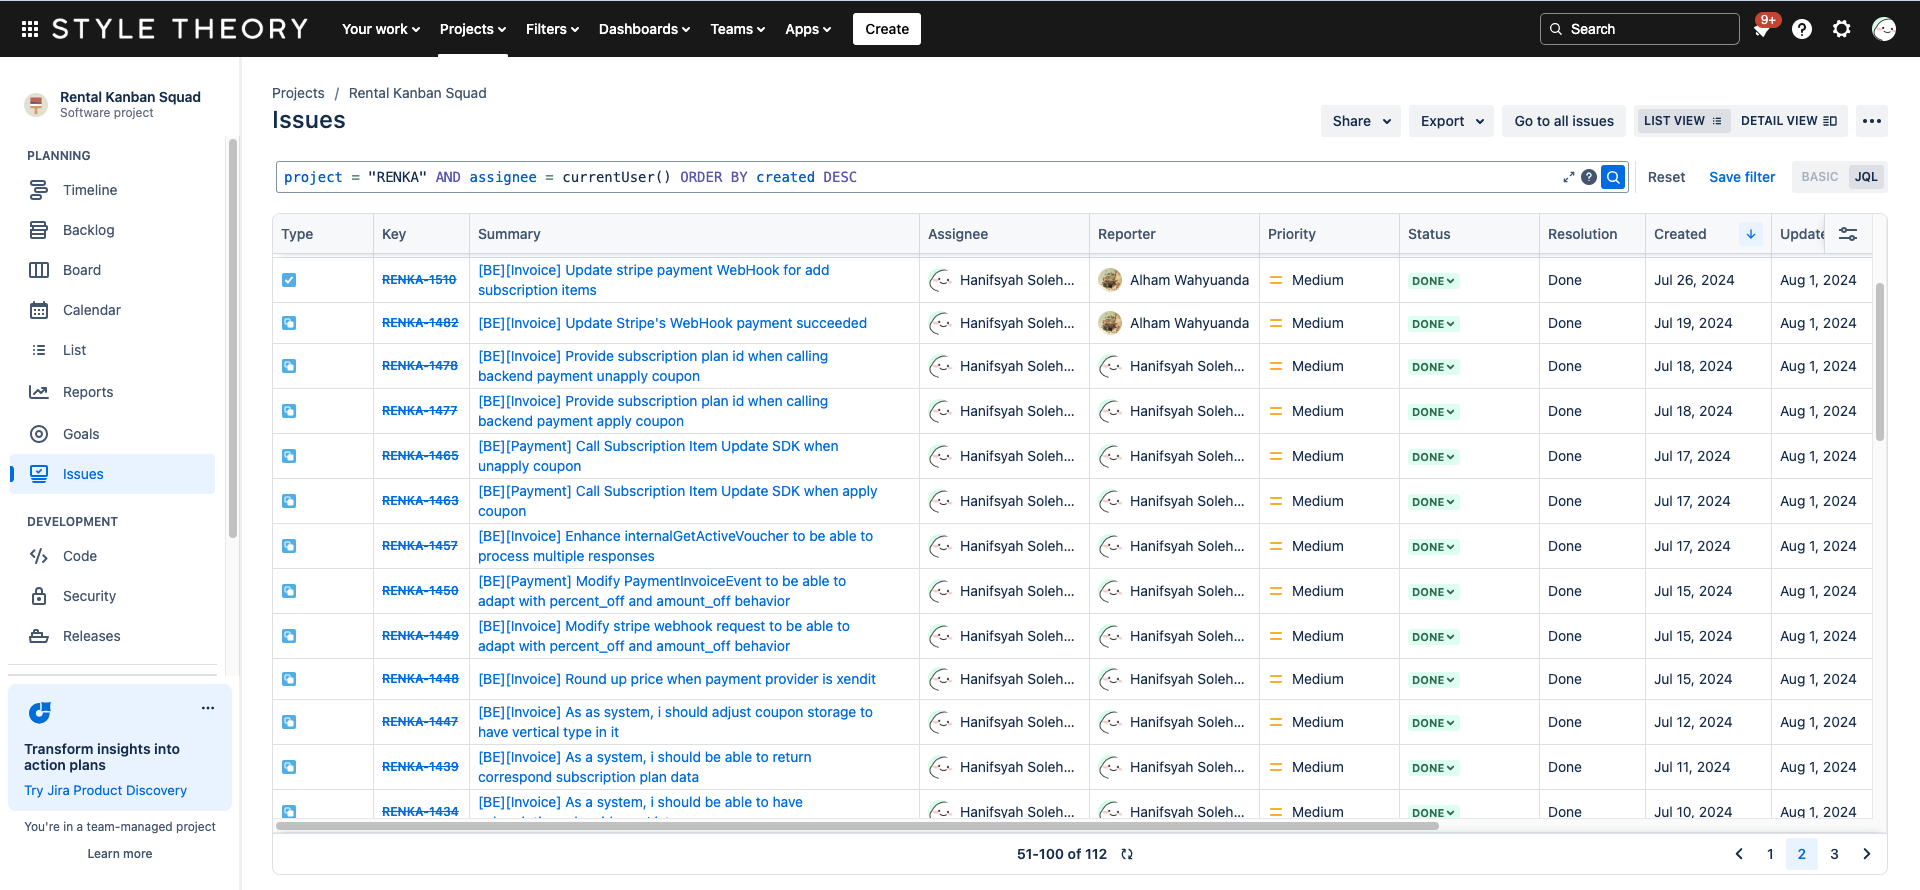 STYLE THEORY
Your work
Projects
Filters
Dashboards
Teams
Apps
Create
Search
9+
Rental Kanban Squad
Software project
PLANNING
Timeline
Backlog
Board
Calendar
List
Reports
Goals
Issues
DEVELOPMENT
Code
Security
Releases
Transform insights into
action plans
Try Jira Product Discovery
You're in a team-managed project
Learn more
Projects / Rental Kanban Squad
Issues
Share
Export
Go to all issues
LIST VIEW
DETAIL VIEW
project = "RENKA" AND assignee = currentUser() ORDER BY created DESC
Reset
Save filter
BASIC
JQL
Type Key Summary Assignee Reporter Priority Status Resolution Created Update
RENKA-1510 [BE][Invoice] Update stripe payment WebHook for add
subscription items Hanifsyah Soleh... Alham Wahyuanda Medium DONE Done Jul 26, 2024 Aug 1, 2024
RENKA-1482 [BE][Invoice] Update Stripe's WebHook payment succeeded Hanifsyah Soleh... Alham Wahyuanda Medium DONE Done Jul 19, 2024 Aug 1, 2024
RENKA-1478 [BE][Invoice] Provide subscription plan id when calling
backend payment unapply coupon Hanifsyah Soleh... Hanifsyah Soleh... Medium DONE Done Jul 18, 2024 Aug 1, 2024
RENKA-1477 [BE][Invoice] Provide subscription plan id when calling
backend payment apply coupon Hanifsyah Soleh... Hanifsyah Soleh... Medium DONE Done Jul 18, 2024 Aug 1, 2024
RENKA-1465 [BE][Payment] Call Subscription Item Update SDK when
unapply coupon Hanifsyah Soleh... Hanifsyah Soleh... Medium DONE Done Jul 17, 2024 Aug 1, 2024
RENKA-1463 [BE][Payment] Call Subscription Item Update SDK when apply
coupon Hanifsyah Soleh... Hanifsyah Soleh... Medium DONE Done Jul 17, 2024 Aug 1, 2024
RENKA-1457 [BE][Invoice] Enhance internalGetActiveVoucher to be able to
process multiple responses Hanifsyah Soleh... Hanifsyah Soleh... Medium DONE Done Jul 17, 2024 Aug 1, 2024
RENKA-1450 [BE][Payment] Modify PaymentInvoiceEvent to be able to
adapt with percent_off and amount_off behavior Hanifsyah Soleh... Hanifsyah Soleh... Medium DONE Done Jul 15, 2024 Aug 1, 2024
RENKA-1449 [BE][Invoice] Modify stripe webhook request to be able to
adapt with percent_off and amount_off behavior Hanifsyah Soleh... Hanifsyah Soleh... Medium DONE Done Jul 15, 2024 Aug 1, 2024
RENKA-1448 [BE][Invoice] Round up price when payment provider is xendit Hanifsyah Soleh... Hanifsyah Soleh... Medium DONE Done Jul 15, 2024 Aug 1, 2024
RENKA-1447 [BE][Invoice] As as system, i should adjust coupon storage to
have vertical type in it Hanifsyah Soleh... Hanifsyah Soleh... Medium DONE Done Jul 12, 2024 Aug 1, 2024
RENKA-1439 [BE][Invoice] As a system, i should be able to return
correspond subscription plan data Hanifsyah Soleh... Hanifsyah Soleh... Medium DONE Done Jul 11, 2024 Aug 1, 2024
RENKA-1434 [BE][Invoice] As a system, i should be able to have
Hanifsyah Soleh... Hanifsyah Soleh... Medium DONE Done Jul 10, 2024 Aug 1, 2024
51-100 of 112
1 2 3